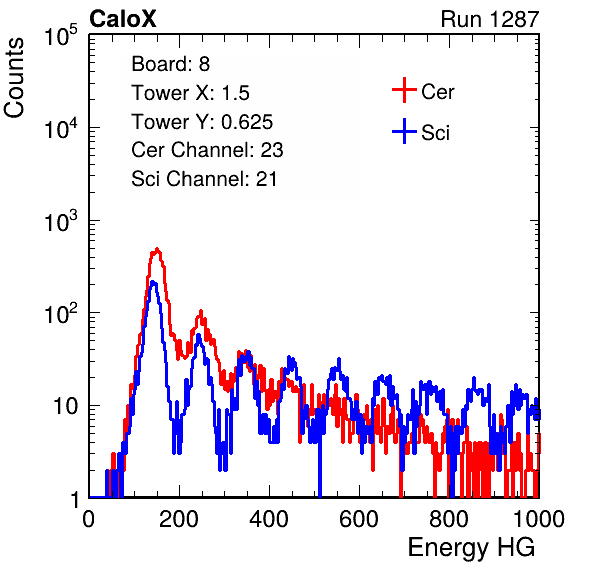 CaloX Run 1287
Counts
Board: 8
Tower X: 1.5
Tower Y: 0.625
Cer Channel: 23
Sci Channel: 21
Cer
Sci
10^5
10^4
10^3
10^2
10
1
0 200 400 600 800 1000
Energy HG